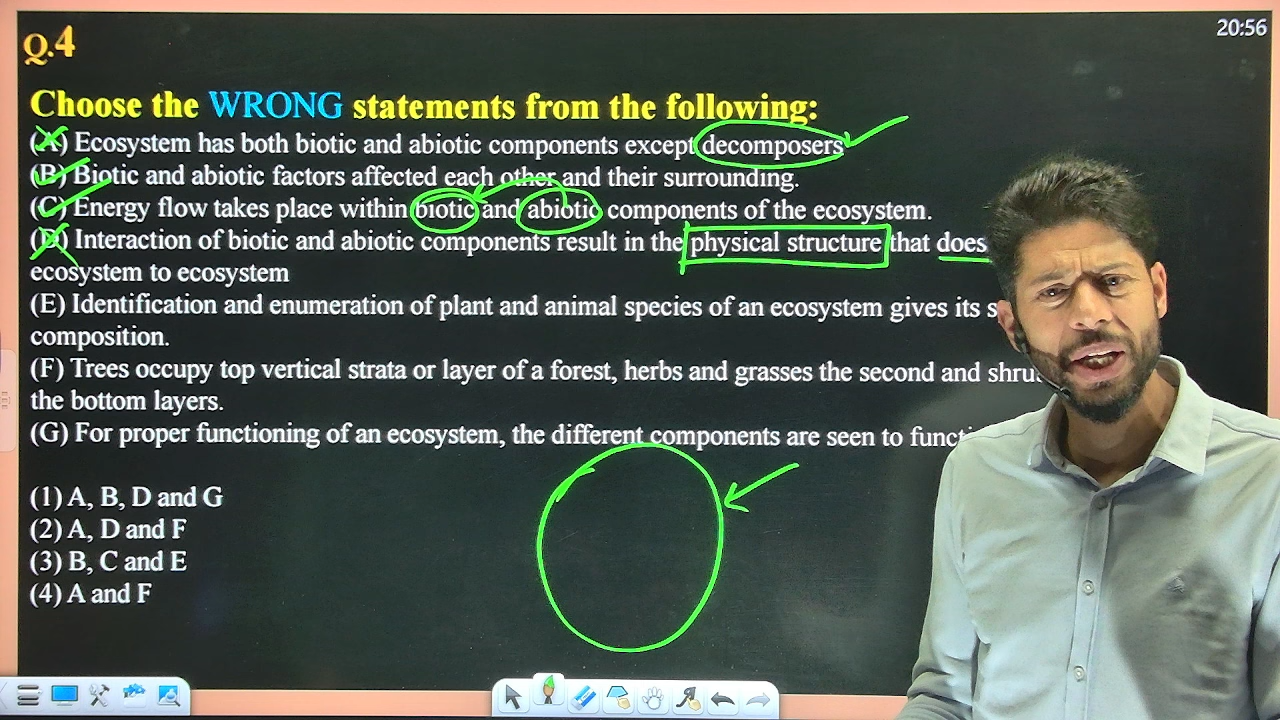 20:56
Q.4
Choose the WRONG statements from the following:
(A) Ecosystem has both biotic and abiotic components except decomposers
(B) Biotic and abiotic factors affected each other and their surrounding.
(C) Energy flow takes place within biotic and abiotic components of the ecosystem.
(D) Interaction of biotic and abiotic components result in the physical structure that does
ecosystem to ecosystem
(E) Identification and enumeration of plant and animal species of an ecosystem gives its
composition.
(F) Trees occupy top vertical strata or layer of a forest, herbs and grasses the second and
the bottom layers.
(G) For proper functioning of an ecosystem, the different components are seen to
(1) A, B, D and G
(2) A, D and F
(3) B, C and E
(4) A and F